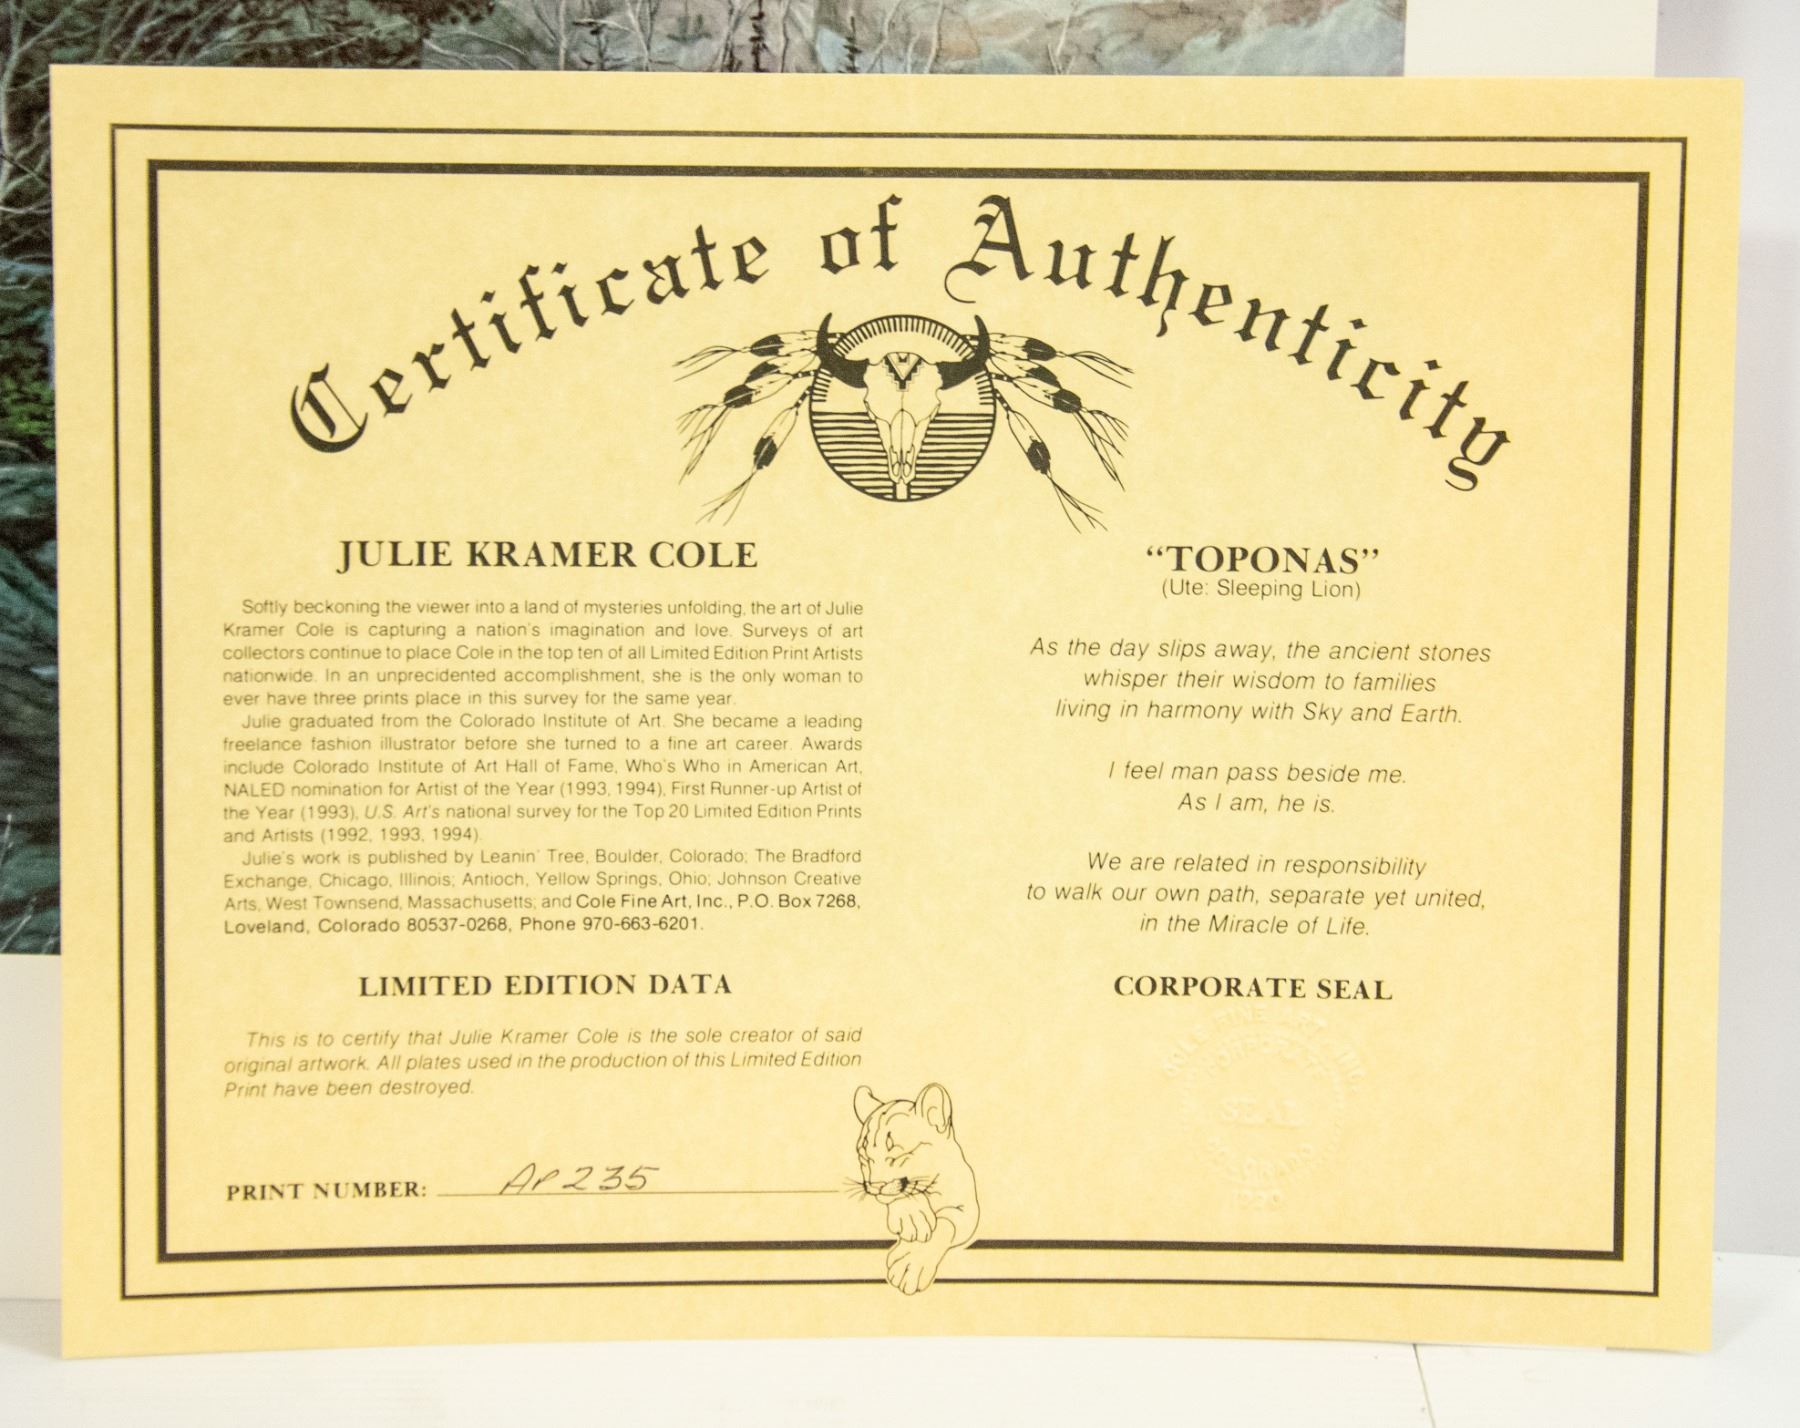 Certificate of Authenticity
JULIE KRAMER COLE
Softly beckoning the viewer into a land of mysteries unfolding, the art of Julie
Kramer Cole is capturing a nation's imagination and love. Surveys of art
collectors continue to place Cole in the top ten of all Limited Edition Print Artists
nationwide. In an unprecidented accomplishment, she is the only woman to
ever have three prints place in this survey for the same year.
Julie graduated from the Colorado Institute of Art. She became a leading
freelance fashion illustrator before she turned to a fine art career. Awards
include Colorado Institute of Art Hall of Fame, Who's Who in American Art,
NALED nomination for Artist of the Year (1993, 1994), First Runner-up Artist of
the Year (1993), U.S. Art's national survey for the Top 20 Limited Edition Prints
and Artists (1992, 1993, 1994).
Julie's work is published by Leanin' Tree, Boulder, Colorado; The Bradford
Exchange, Chicago, Illinois; Antioch, Yellow Springs, Ohio; Johnson Creative
Arts, West Townsend, Massachusetts; and Cole Fine Art, Inc., P.O. Box 7268,
Loveland, Colorado 80537-0268, Phone 970-663-6201.
LIMITED EDITION DATA
This is to certify that Julie Kramer Cole is the sole creator of said
original artwork. All plates used in the production of this Limited Edition
Print have been destroyed.
PRINT NUMBER: AP 235
“TOPONAS”
(Ute: Sleeping Lion)
As the day slips away, the ancient stones
whisper their wisdom to families
living in harmony with Sky and Earth.
I feel man pass beside me.
As I am, he is.
We are related in responsibility
to walk our own path, separate yet united,
in the Miracle of Life.
CORPORATE SEAL
COLE FINE ART INC.
SEAL
COLORADO